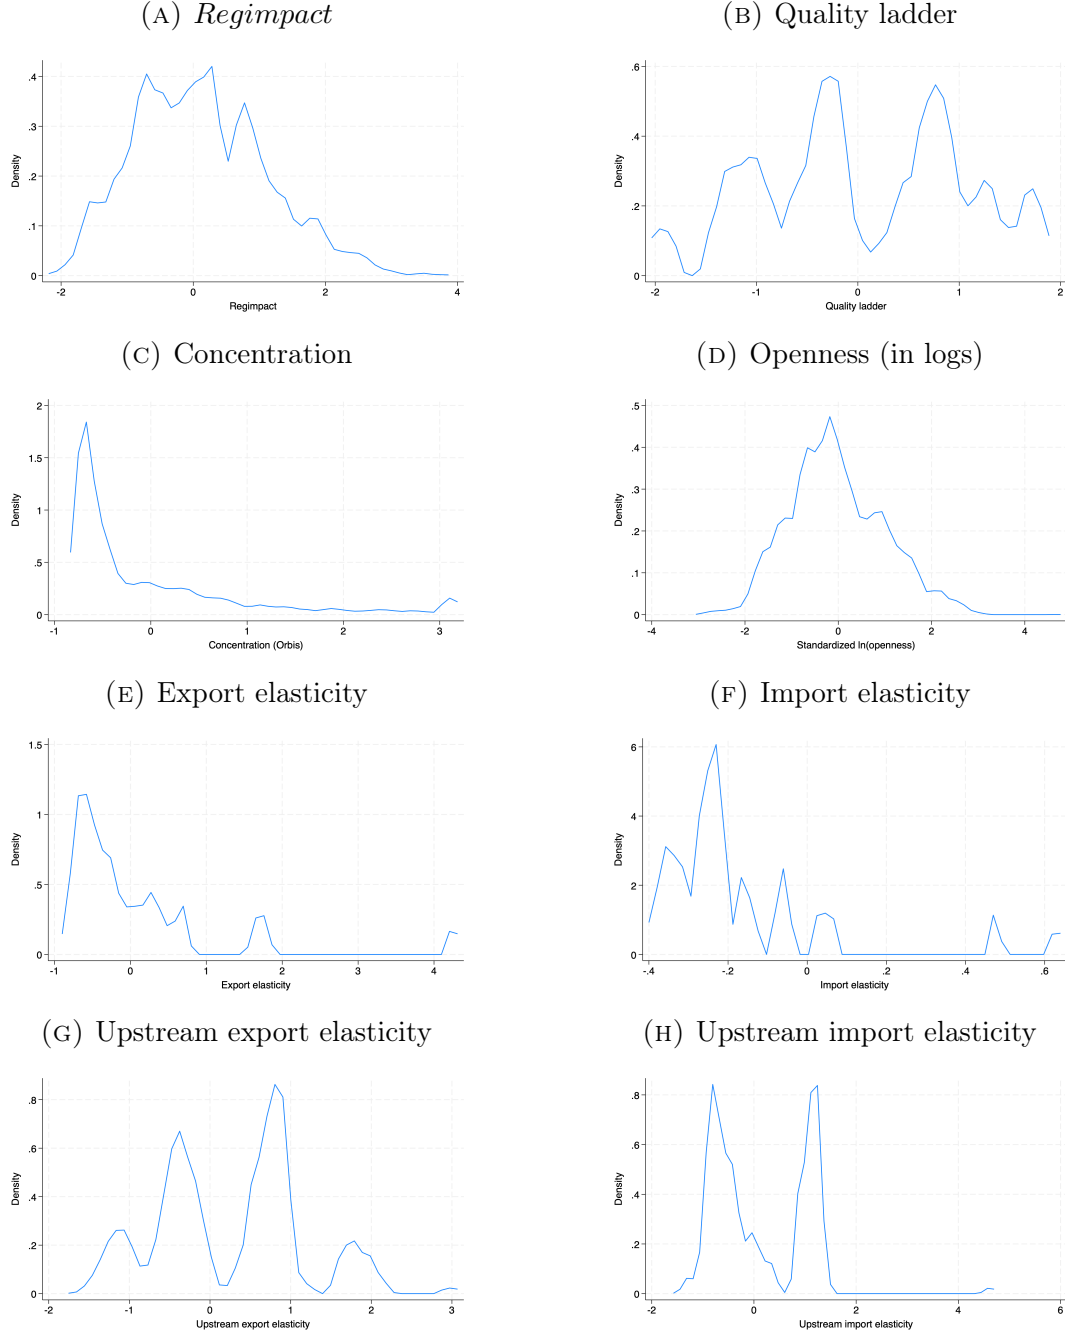 (A) Regimpact
.4
.3
.2
.1
0
Density
-2 0 2 4
Regimpact
(B) Quality ladder
.6
.4
.2
0
Density
-2 -1 0 1 2
Quality ladder
(C) Concentration
2
1.5
1
.5
0
Density
-1 0 1 2 3
Concentration (Orbis)
(D) Openness (in logs)
.5
.4
.3
.2
.1
0
Density
-4 -2 0 2 4
Standardized ln(openness)
(E) Export elasticity
1.5
1
.5
0
Density
-1 0 1 2 3 4
Export elasticity
(F) Import elasticity
6
4
2
0
Density
-.4 -.2 0 .2 .4 .6
Import elasticity
(G) Upstream export elasticity
.8
.6
.4
.2
0
Density
-2 -1 0 1 2 3
Upstream export elasticity
(H) Upstream import elasticity
.8
.6
.4
.2
0
Density
-2 0 2 4 6
Upstream import elasticity